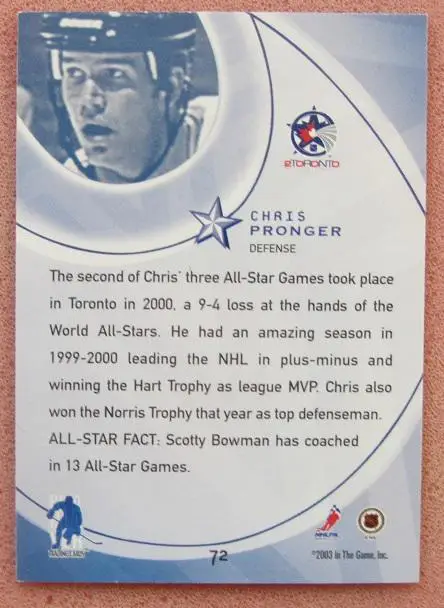 2TORONTO
CHRIS
PRONGER
DEFENSE
The second of Chris' three All-Star Games took place
in Toronto in 2000, a 9-4 loss at the hands of the
World All-Stars. He had an amazing season in
1999-2000 leading the NHL in plus-minus and
winning the Hart Trophy as league MVP. Chris also
won the Norris Trophy that year as top defenseman.
ALL-STAR FACT: Scotty Bowman has coached
in 13 All-Star Games.
NHLPA
72
©2003 In The Game, Inc.